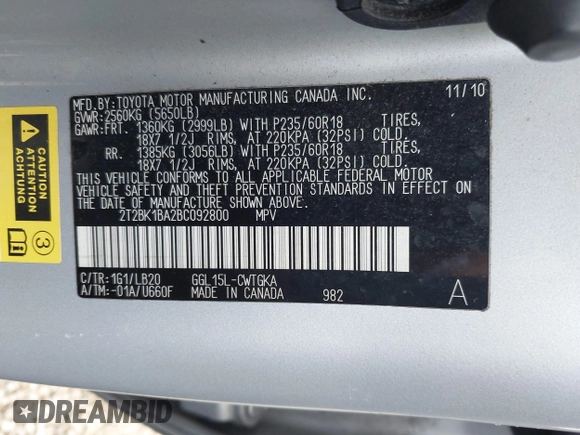 MFD. BY: TOYOTA MOTOR MANUFACTURING CANADA INC. 11/10
GVWR: 2560KG (5650LB)
GAWR: FRT. 1360KG (2999LB) WITH P235/60R18 TIRES,
18X7 1/2J RIMS, AT 220KPA (32PSI) COLD.
RR. 1385KG (3056LB) WITH P235/60R18 TIRES,
18X7 1/2J RIMS, AT 220KPA (32PSI) COLD.
THIS VEHICLE CONFORMS TO ALL APPLICABLE FEDERAL MOTOR
VEHICLE SAFETY AND THEFT PREVENTION STANDARDS IN EFFECT ON
THE DATE OF MANUFACTURE SHOWN ABOVE.
2T2BK1BA2BC092800 MPV
C/TR: 1G1/LB20 GGL15L-CWTGKA
A/TM: -01A/U660F MADE IN CANADA 982 A
CAUTION
ATTENTION
ACHTUNG
3
DREAMBID